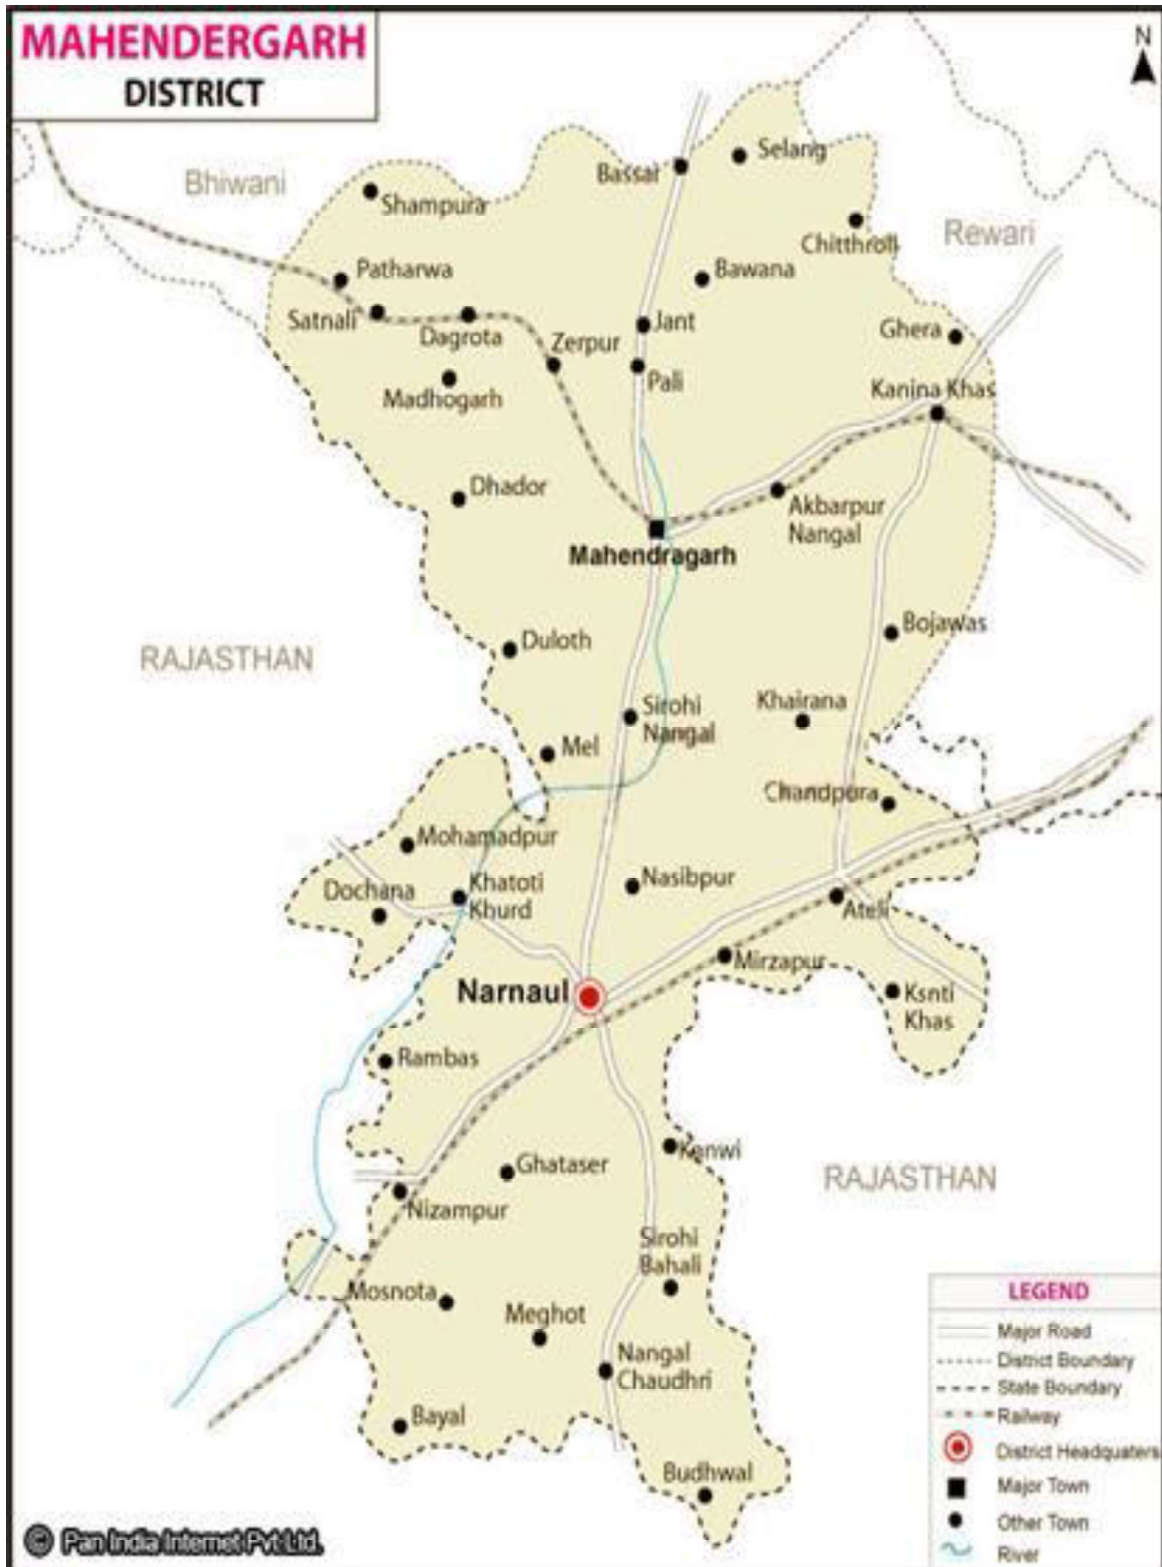 MAHENDERGARH
DISTRICT
N
Bhiwani
Shampura
Bassai
Selang
Chitthroli
Rewari
Patharwa
Bawana
Satnali
Dagrota
Zerpur
Jant
Ghera
Madhogarh
Pali
Kanina Khas
Dhador
Akbarpur
Nangal
Mahendragarh
Bojawas
RAJASTHAN
Duloth
Khairana
Sirohi
Nangal
Mel
Chandpura
Mohamadpur
Dochana
Khatoti
Khurd
Nasibpur
Ateli
Mirzapur
Narnaul
Ksnti
Khas
Rambas
Kenwi
Ghataser
RAJASTHAN
Nizampur
Sirohi
Bahali
Mosnota
Meghot
Nangal
Chaudhri
Bayal
Budhwal
LEGEND
Major Road
District Boundary
State Boundary
Railway
District Headquaters
Major Town
Other Town
River
© Pan India Internet Pvt Ltd.